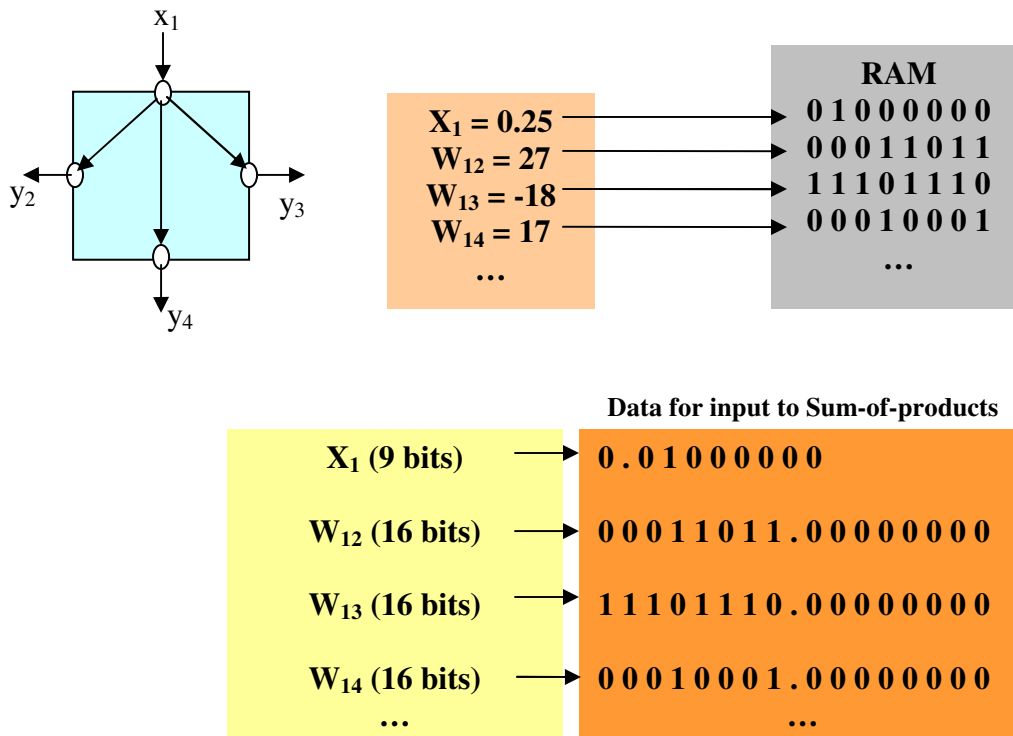 x₁
y₂
y₃
y₄
X₁ = 0.25
W₁₂ = 27
W₁₃ = -18
W₁₄ = 17
…
RAM
0 1 0 0 0 0 0 0
0 0 0 1 1 0 1 1
1 1 1 0 1 1 1 0
0 0 0 1 0 0 0 1
…
Data for input to Sum-of-products
X₁ (9 bits)
0 . 0 1 0 0 0 0 0 0
W₁₂ (16 bits)
0 0 0 1 1 0 1 1 . 0 0 0 0 0 0 0 0
W₁₃ (16 bits)
1 1 1 0 1 1 1 0 . 0 0 0 0 0 0 0 0
W₁₄ (16 bits)
0 0 0 1 0 0 0 1 . 0 0 0 0 0 0 0 0
…
…